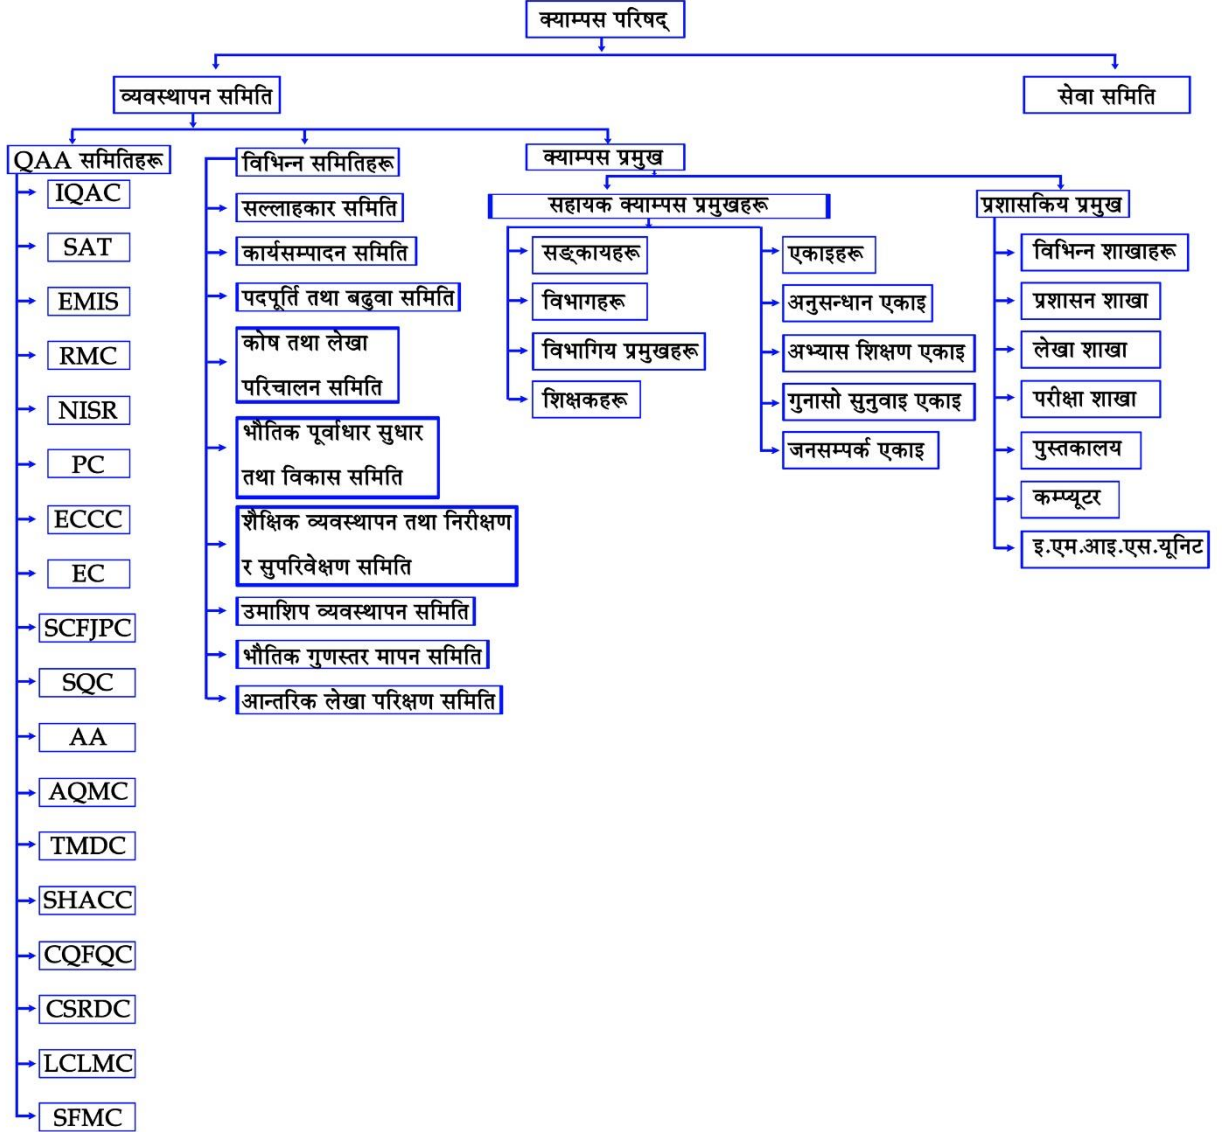 क्याम्पस परिषद्
व्यवस्थापन समिति
सेवा समिति
QAA समितिहरू
IQAC
SAT
EMIS
RMC
NISR
PC
ECCC
EC
SCFJPC
SQC
AA
AQMC
TMDC
SHACC
CQFQC
CSRDC
LCLMC
SFMC
विभिन्न समितिहरू
सल्लाहकार समिति
कार्यसम्पादन समिति
पदपूर्ति तथा बढुवा समिति
कोष तथा लेखा
परिचालन समिति
भौतिक पूर्वाधार सुधार
तथा विकास समिति
शैक्षिक व्यवस्थापन तथा निरीक्षण
र सुपरिवेक्षण समिति
उमाशिप व्यवस्थापन समिति
भौतिक गुणस्तर मापन समिति
आन्तरिक लेखा परिक्षण समिति
क्याम्पस प्रमुख
सहायक क्याम्पस प्रमुखहरू
सङ्कायहरू
विभागहरू
विभागिय प्रमुखहरू
शिक्षकहरू
एकाइहरू
अनुसन्धान एकाइ
अभ्यास शिक्षण एकाइ
गुनासो सुनुवाइ एकाइ
जनसम्पर्क एकाइ
प्रशासकिय प्रमुख
विभिन्न शाखाहरू
प्रशासन शाखा
लेखा शाखा
परीक्षा शाखा
पुस्तकालय
कम्प्यूटर
इ.एम.आइ.एस.यूनिट